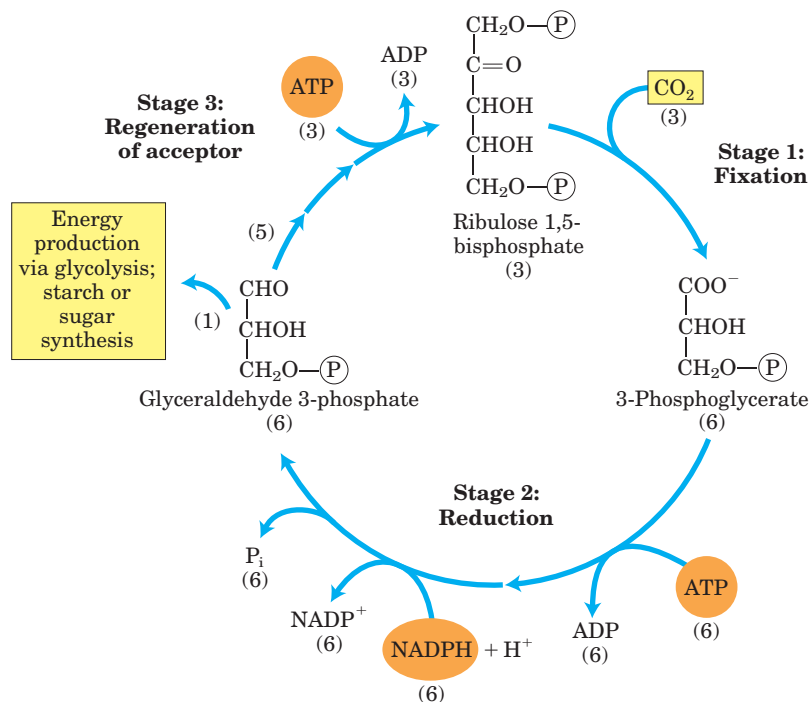 CH₂O—P
C=O
CHOH
CHOH
CH₂O—P
Ribulose 1,5-
bisphosphate
(3)
CO₂
(3)
Stage 1:
Fixation
COO⁻
CHOH
CH₂O—P
3-Phosphoglycerate
(6)
ATP
(6)
ADP
(6)
Stage 2:
Reduction
NADPH + H⁺
(6)
NADP⁺
(6)
Pᵢ
(6)
CHO
CHOH
CH₂O—P
Glyceraldehyde 3-phosphate
(6)
(1)
Energy
production
via glycolysis;
starch or
sugar
synthesis
(5)
Stage 3:
Regeneration
of acceptor
ATP
(3)
ADP
(3)